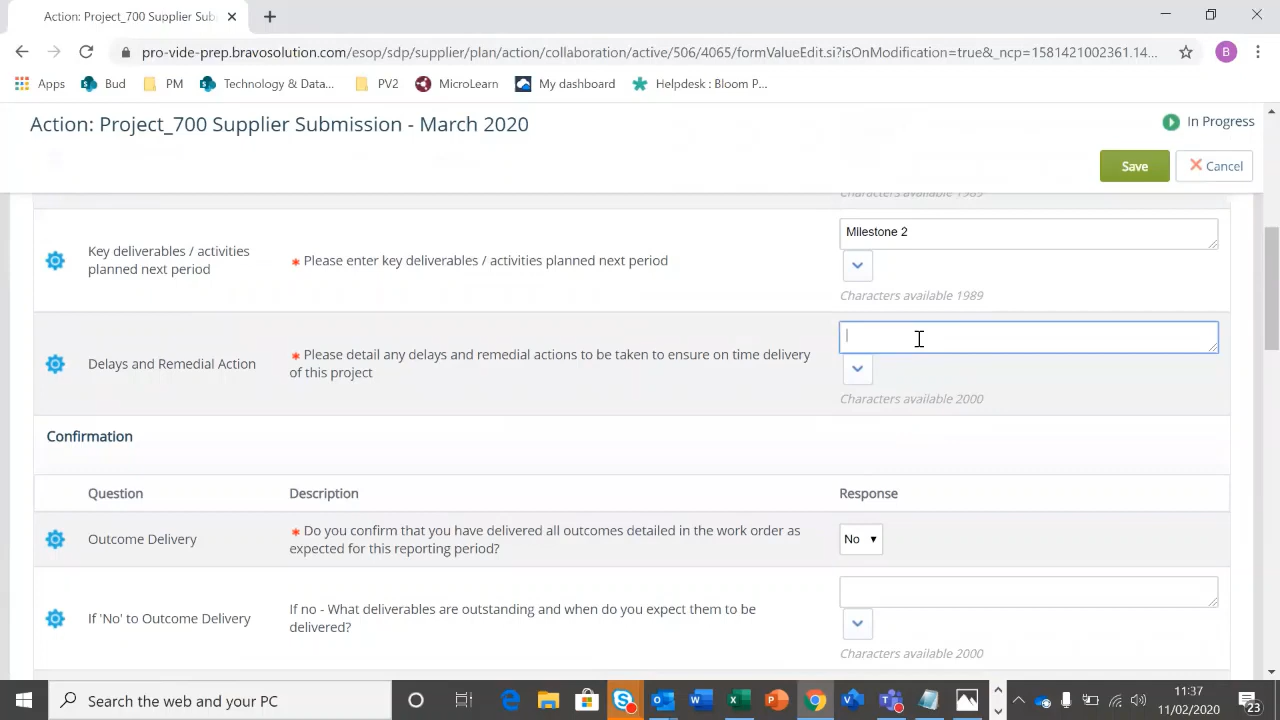 Action: Project_700 Supplier Sub
pro-vide-prep.bravosolution.com/esop/sdp/supplier/plan/action/collaboration/active/506/4065/formValueEdit.si?isOnModification=true&_ncp=1581421002361.14...
B
Apps
Bud
PM
Technology & Data...
PV2
MicroLearn
My dashboard
Helpdesk : Bloom P...
Action: Project_700 Supplier Submission - March 2020
In Progress
Save
Cancel
Characters available 1989
Key deliverables / activities
planned next period
* Please enter key deliverables / activities planned next period
Milestone 2
Characters available 1989
Delays and Remedial Action
* Please detail any delays and remedial actions to be taken to ensure on time delivery
of this project
Characters available 2000
Confirmation
Question
Description
Response
Outcome Delivery
* Do you confirm that you have delivered all outcomes detailed in the work order as
expected for this reporting period?
No
If 'No' to Outcome Delivery
If no - What deliverables are outstanding and when do you expect them to be
delivered?
Characters available 2000
Search the web and your PC
11:37
11/02/2020
23